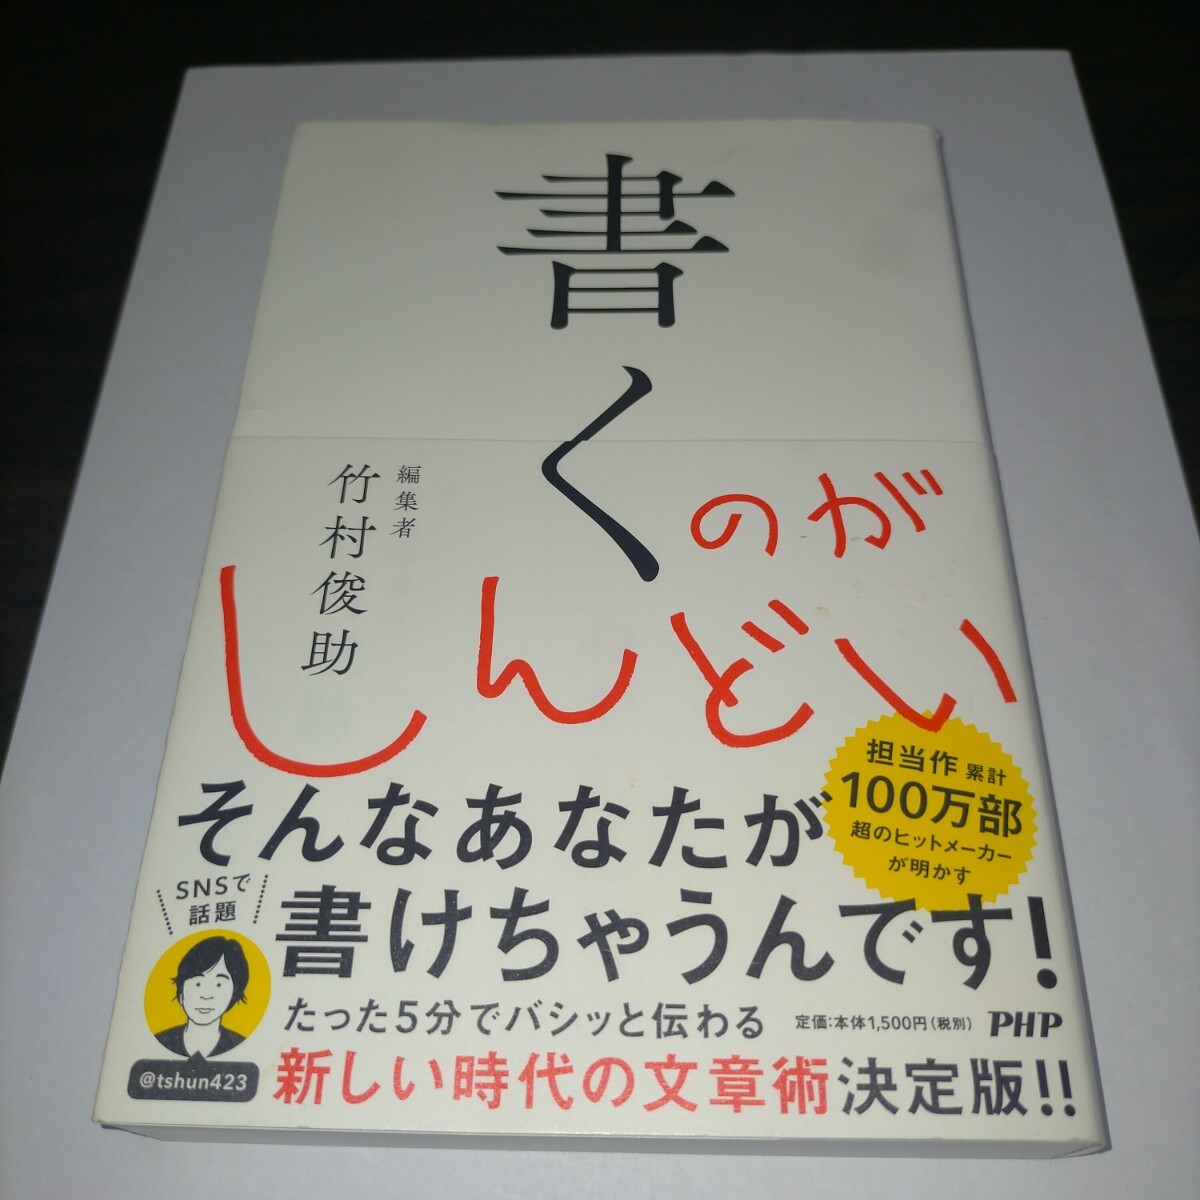 書く
のが
しんどい
編集者
竹村俊助
担当作 累計
100万部
超のヒットメーカー
が明かす
そんなあなたが
SNSで
話題
書けちゃうんです!
たった5分でバシッと伝わる
定価:本体1,500円(税別)
PHP
@tshun423
新しい時代の文章術 決定版!!